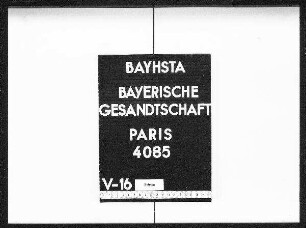 BAYHSTA
BAYERISCHE
GESANDTSCHAFT
PARIS
4085
V-16